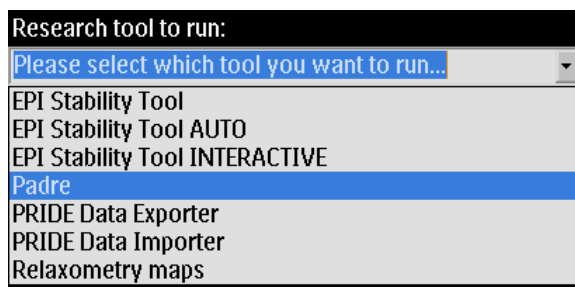 Research tool to run:
Please select which tool you want to run...
EPI Stability Tool
EPI Stability Tool AUTO
EPI Stability Tool INTERACTIVE
Padre
PRIDE Data Exporter
PRIDE Data Importer
Relaxometry maps